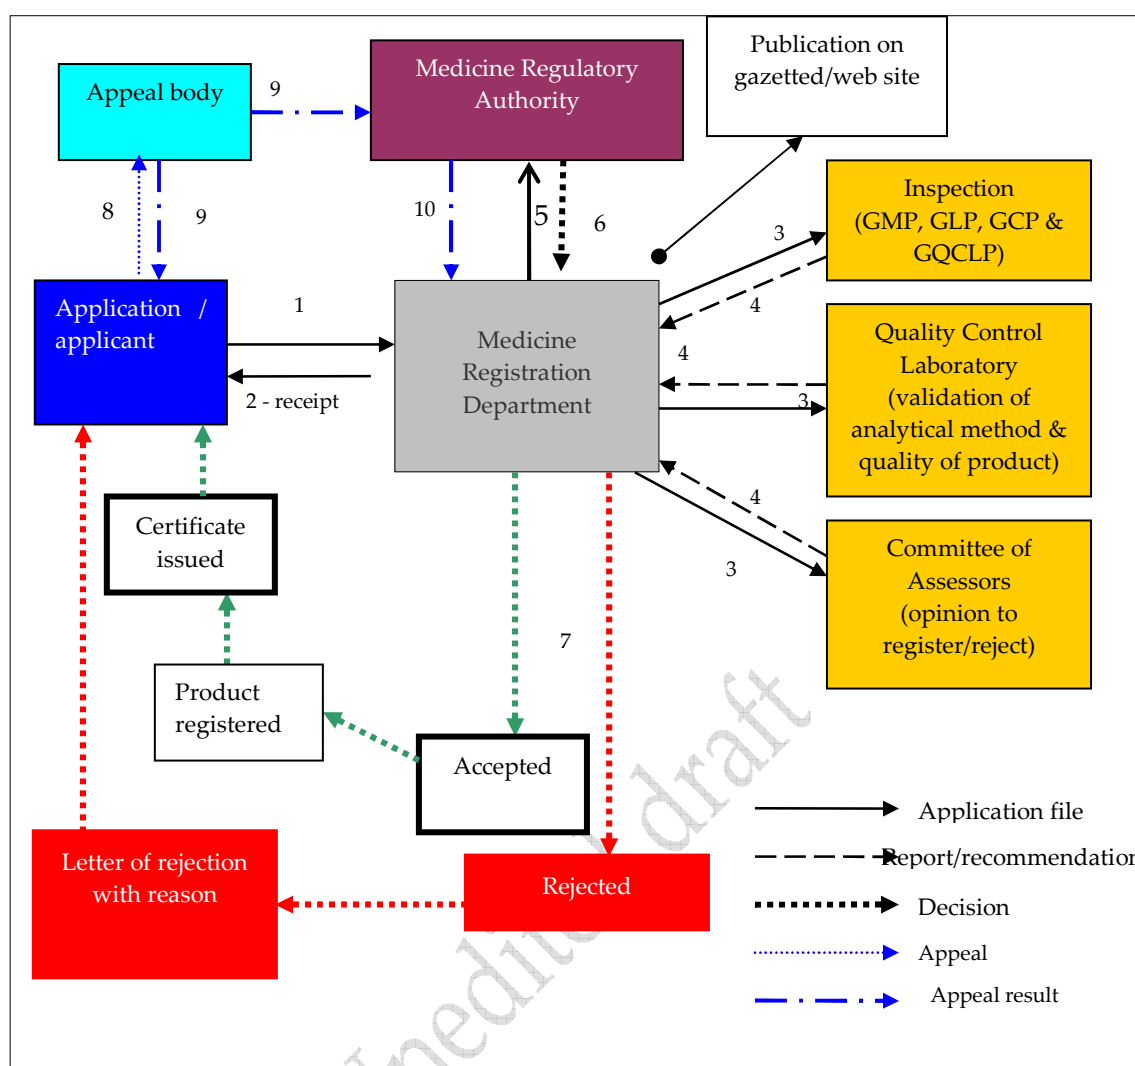 Publication on
gazetted/web site
Medicine Regulatory
Authority
Appeal body
9
8
9
10
5
6
3
Inspection
(GMP, GLP, GCP &
GQCLP)
4
Application /
applicant
1
2 - receipt
Medicine
Registration
Department
4
3
Quality Control
Laboratory
(validation of
analytical method &
quality of product)
4
3
Committee of
Assessors
(opinion to
register/reject)
Certificate
issued
7
Product
registered
Accepted
Letter of rejection
with reason
Rejected
Application file
Report/recommendation
Decision
Appeal
Appeal result
draft